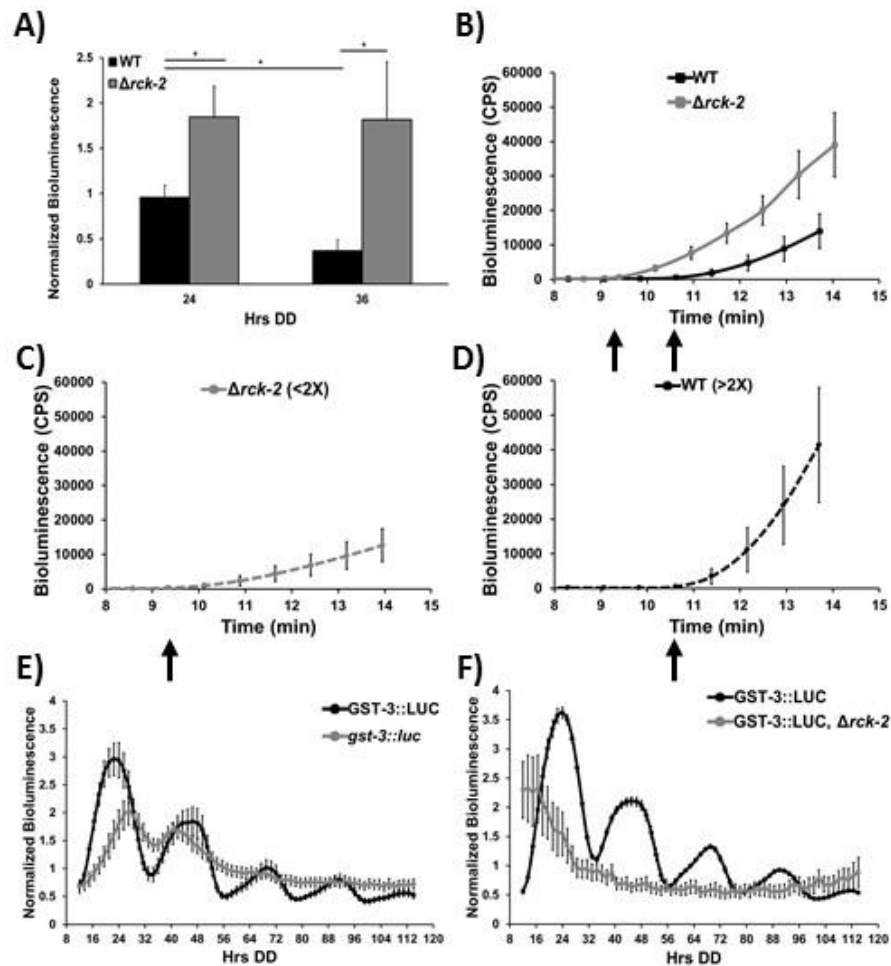 A)
WT
Δrck-2
*
*
*
Normalized Bioluminescence
2.5
2
1.5
1
0.5
0
24
36
Hrs DD
B)
WT
Δrck-2
Bioluminescence (CPS)
60000
50000
40000
30000
20000
10000
0
8 9 10 11 12 13 14 15
Time (min)
C)
Δrck-2 (<2X)
Bioluminescence (CPS)
60000
50000
40000
30000
20000
10000
0
8 9 10 11 12 13 14 15
Time (min)
D)
WT (>2X)
Bioluminescence (CPS)
60000
50000
40000
30000
20000
10000
0
8 9 10 11 12 13 14 15
Time (min)
E)
GST-3::LUC
gst-3::luc
Normalized Bioluminescence
4
3.5
3
2.5
2
1.5
1
0.5
0
8 16 24 32 40 48 56 64 72 80 88 96 104 112 120
Hrs DD
F)
GST-3::LUC
GST-3::LUC, Δrck-2
Normalized Bioluminescence
4
3.5
3
2.5
2
1.5
1
0.5
0
8 16 24 32 40 48 56 64 72 80 88 96 104 112 120
Hrs DD